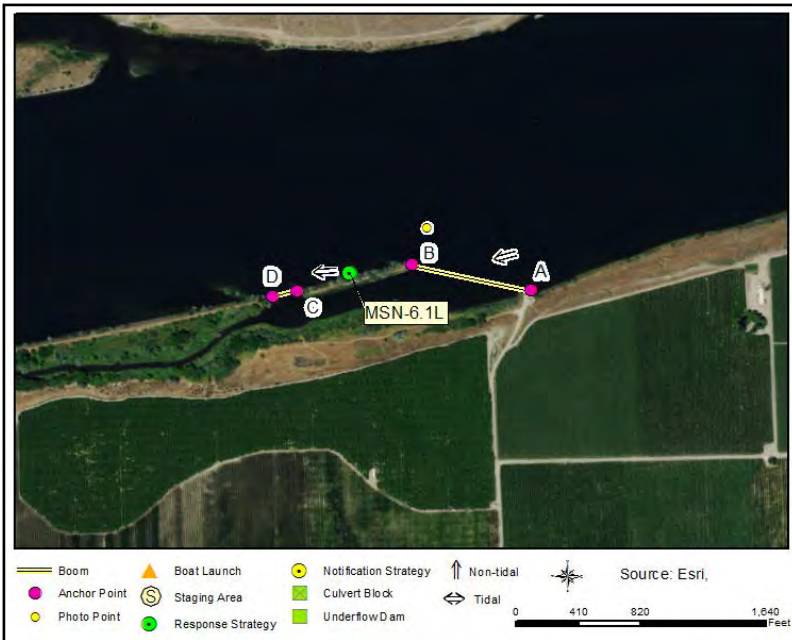 B
A
D
C
MSN-6.1L
Boom
Boat Launch
Notification Strategy
Non-tidal
Source: Esri,
Anchor Point
S
Staging Area
Culvert Block
Tidal
Photo Point
Response Strategy
Underflow Dam
0 410 820 1,640
Feet